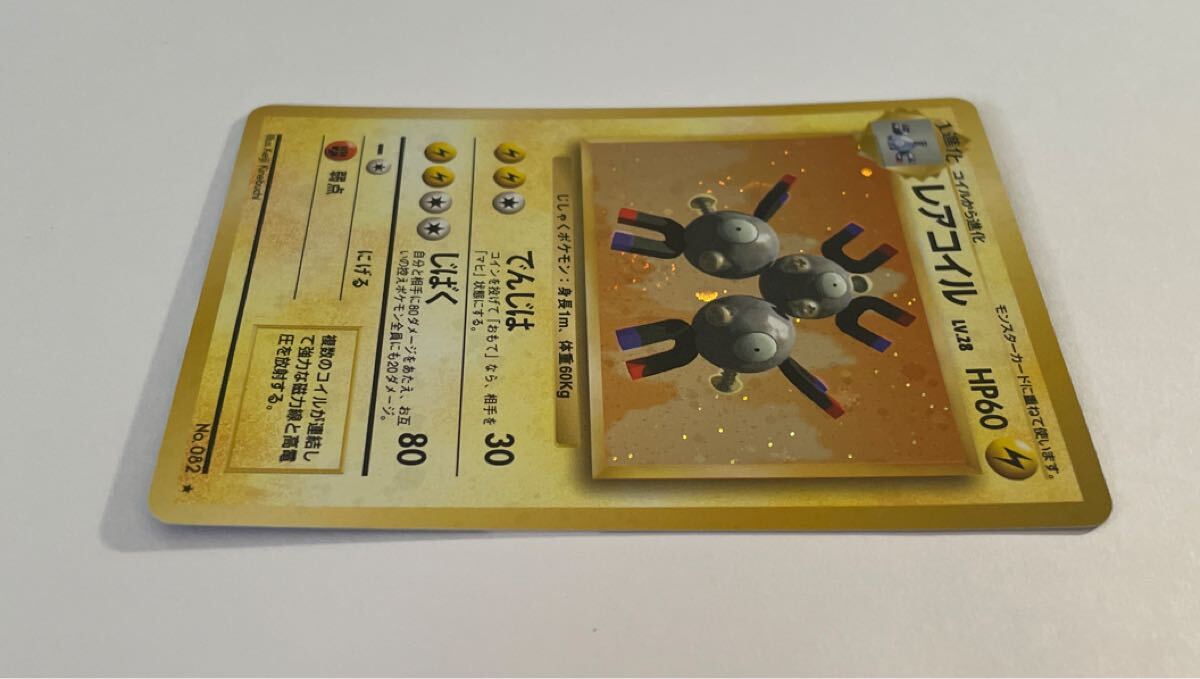 1進化 コイルから進化
モンスターカードに重ねて使います。
レアコイル LV.28 HP60
じしゃくポケモン：身長1m、体重60Kg
でんじは 30
コインを投げて「おもて」なら、相手を
「マヒ」状態にする。
じばく 80
自分と相手に80ダメージをあたえ、お互
いの控えポケモン全員にも20ダメージ。
にげる
弱点
複数のコイルが連結し
て強力な磁力線と高電
圧を放射する。
Illus. Keiji Kinebuchi
No. 082 ★